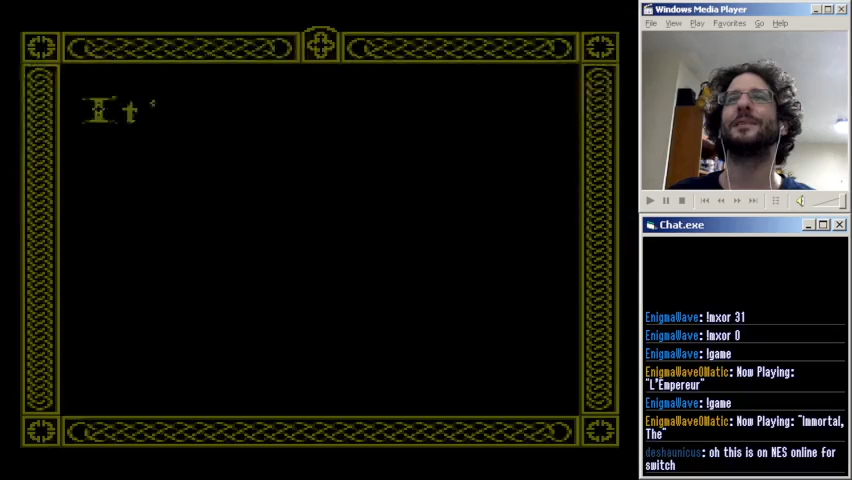 It'
Windows Media Player
File View Play Favorites Go Help
Chat.exe
EnigmaWave: !mxor 31
EnigmaWave: !mxor 0
EnigmaWave: !game
EnigmaWaveOMatic: Now Playing:
"L'Empereur"
EnigmaWave: !game
EnigmaWaveOMatic: Now Playing: "Immortal,
The"
deshaunicus: oh this is on NES online for
switch